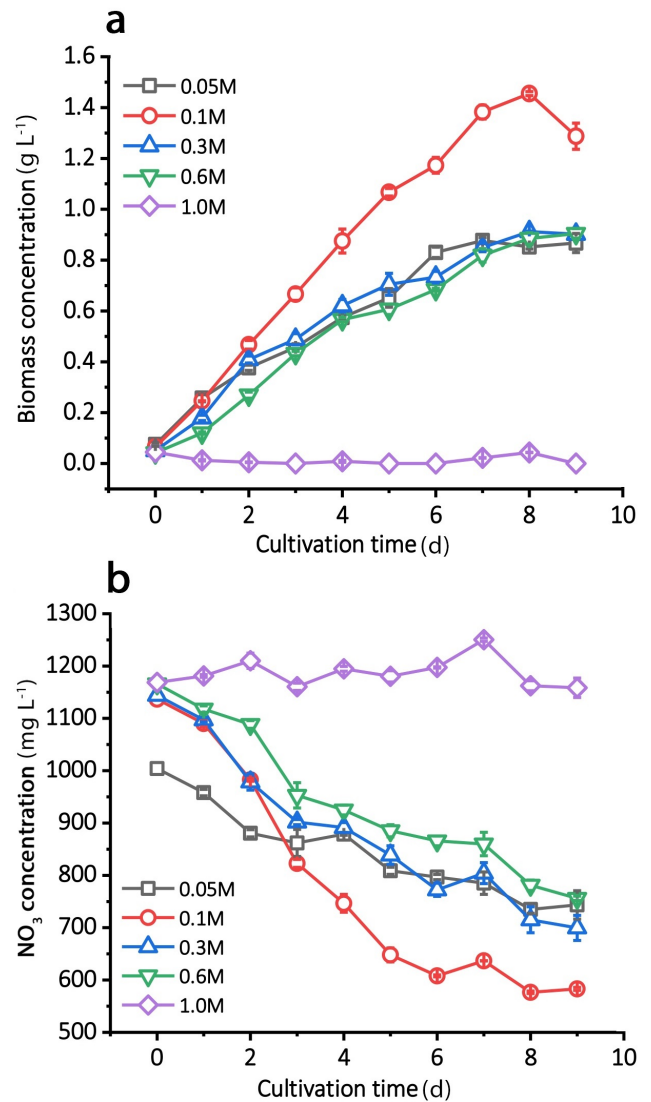 a
1.6
1.4
1.2
1.0
0.8
0.6
0.4
0.2
0.0
Biomass concentration (g L⁻¹)
0.05M
0.1M
0.3M
0.6M
1.0M
0 2 4 6 8 10
Cultivation time (d)
b
1300
1200
1100
1000
900
800
700
600
500
NO₃ concentration (mg L⁻¹)
0.05M
0.1M
0.3M
0.6M
1.0M
0 2 4 6 8 10
Cultivation time (d)